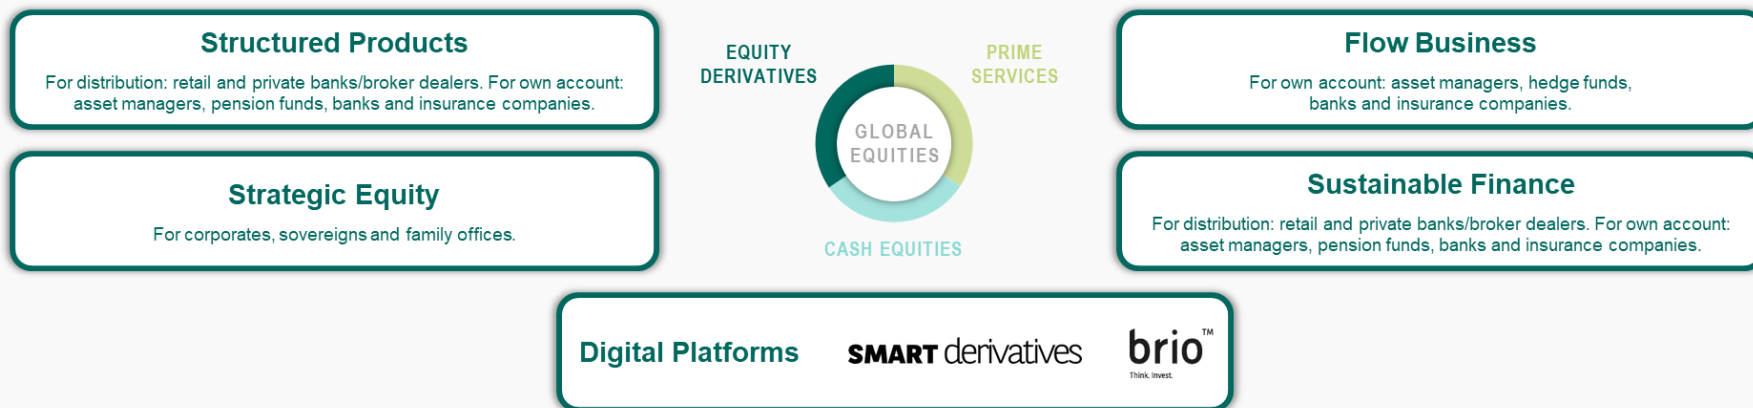 Structured Products
For distribution: retail and private banks/broker dealers. For own account:
asset managers, pension funds, banks and insurance companies.
Strategic Equity
For corporates, sovereigns and family offices.
EQUITY
DERIVATIVES
PRIME
SERVICES
GLOBAL
EQUITIES
CASH EQUITIES
Flow Business
For own account: asset managers, hedge funds,
banks and insurance companies.
Sustainable Finance
For distribution: retail and private banks/broker dealers. For own account:
asset managers, pension funds, banks and insurance companies.
Digital Platforms
SMART derivatives
brio™
Think. Invest.